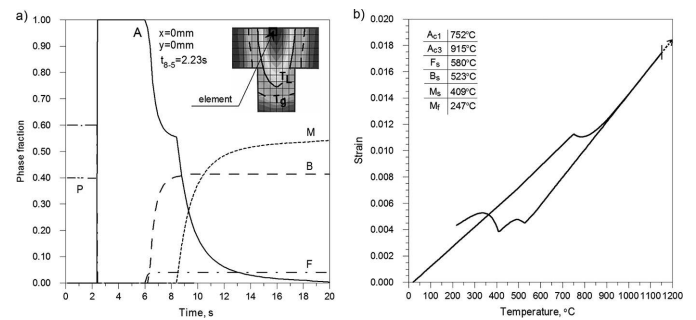 a)
1.00
0.90
0.80
0.70
0.60
0.50
0.40
0.30
0.20
0.10
0.00
Phase fraction
A
x=0mm
y=0mm
t8-5=2.23s
element
TL
Tg
P
M
B
F
0 2 4 6 8 10 12 14 16 18 20
Time, s
b)
0.020
0.018
0.016
0.014
0.012
0.010
0.008
0.006
0.004
0.002
0.000
Strain
Ac1 752°C
Ac3 915°C
Fs 580°C
Bs 523°C
Ms 409°C
Mf 247°C
0 100 200 300 400 500 600 700 800 900 1000 1100 1200
Temperature, °C